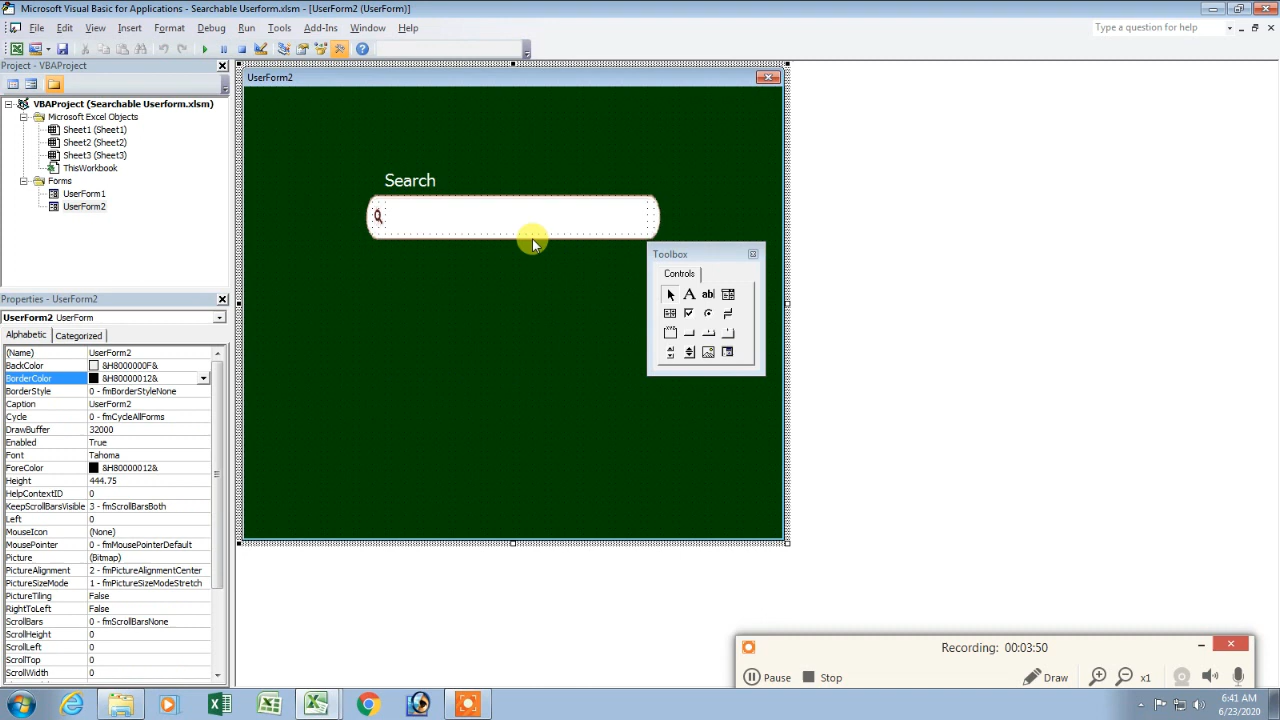 Microsoft Visual Basic for Applications - Searchable Userform.xlsm - [UserForm2 (UserForm)]
File Edit View Insert Format Debug Run Tools Add-Ins Window Help
Type a question for help
Project - VBAProject
VBAProject (Searchable Userform.xlsm)
Microsoft Excel Objects
Sheet1 (Sheet1)
Sheet2 (Sheet2)
Sheet3 (Sheet3)
ThisWorkbook
Forms
UserForm1
UserForm2
Properties - UserForm2
UserForm2 UserForm
Alphabetic Categorized
(Name) UserForm2
BackColor &H8000000F&
BorderColor &H80000012&
BorderStyle 0 - fmBorderStyleNone
Caption UserForm2
Cycle 0 - fmCycleAllForms
DrawBuffer 32000
Enabled True
Font Tahoma
ForeColor &H80000012&
Height 444.75
HelpContextID 0
KeepScrollBarsVisible 3 - fmScrollBarsBoth
Left 0
MouseIcon (None)
MousePointer 0 - fmMousePointerDefault
Picture (Bitmap)
PictureAlignment 2 - fmPictureAlignmentCenter
PictureSizeMode 1 - fmPictureSizeModeStretch
PictureTiling False
RightToLeft False
ScrollBars 0 - fmScrollBarsNone
ScrollHeight 0
ScrollLeft 0
ScrollTop 0
ScrollWidth 0
UserForm2
Search
Toolbox
Controls
A ab|
Recording: 00:03:50
Pause Stop Draw x1
6:41 AM
6/23/2020